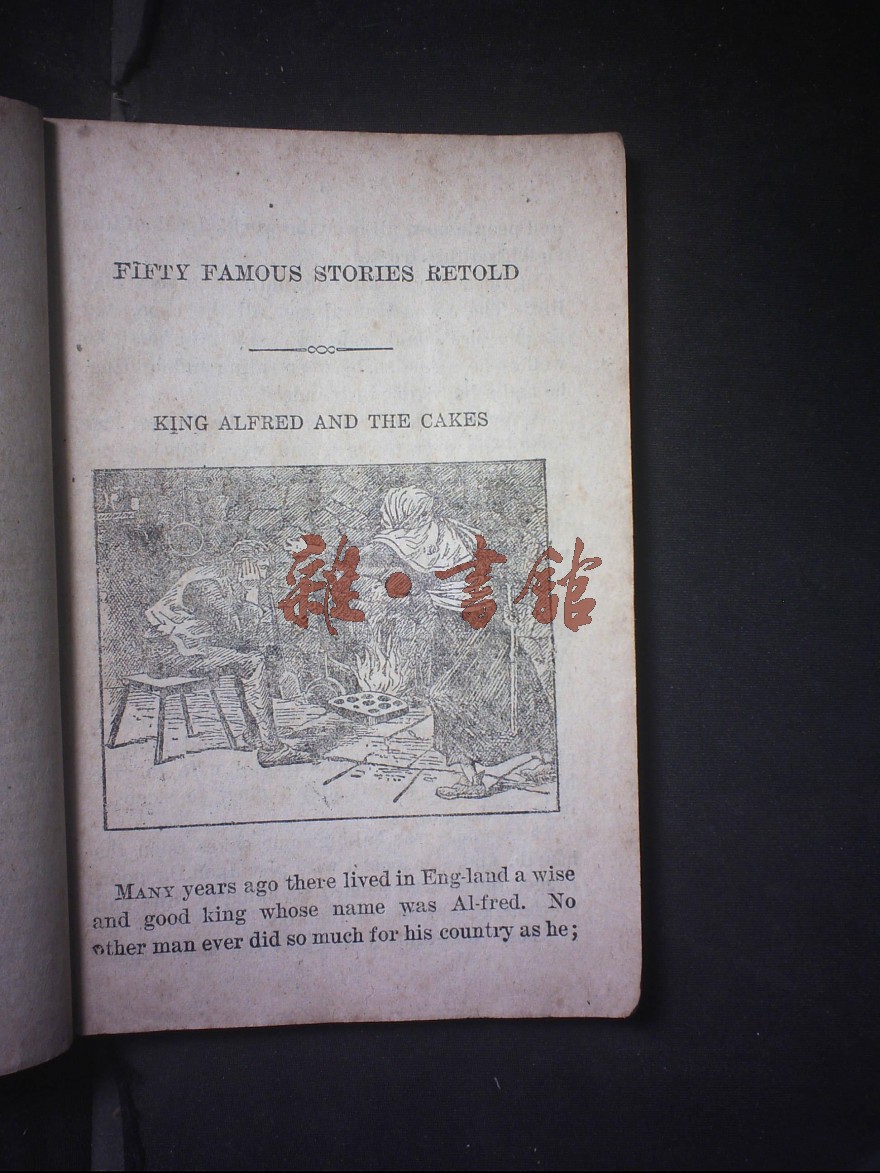 FIFTY FAMOUS STORIES RETOLD
KING ALFRED AND THE CAKES
雜·書館
MANY years ago there lived in Eng-land a wise
and good king whose name was Al-fred. No
other man ever did so much for his country as he;